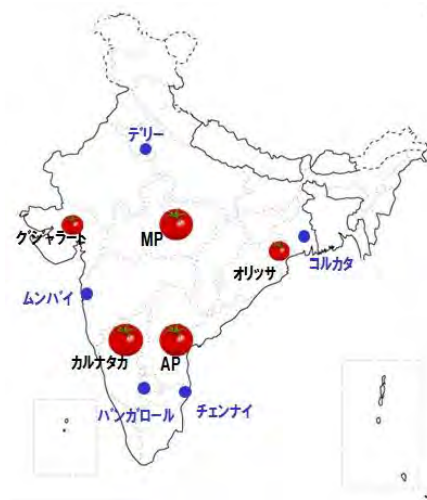 デリー
グジャラート
MP
オリッサ
コルカタ
ムンバイ
カルナタカ
AP
バンガロール
チェンナイ